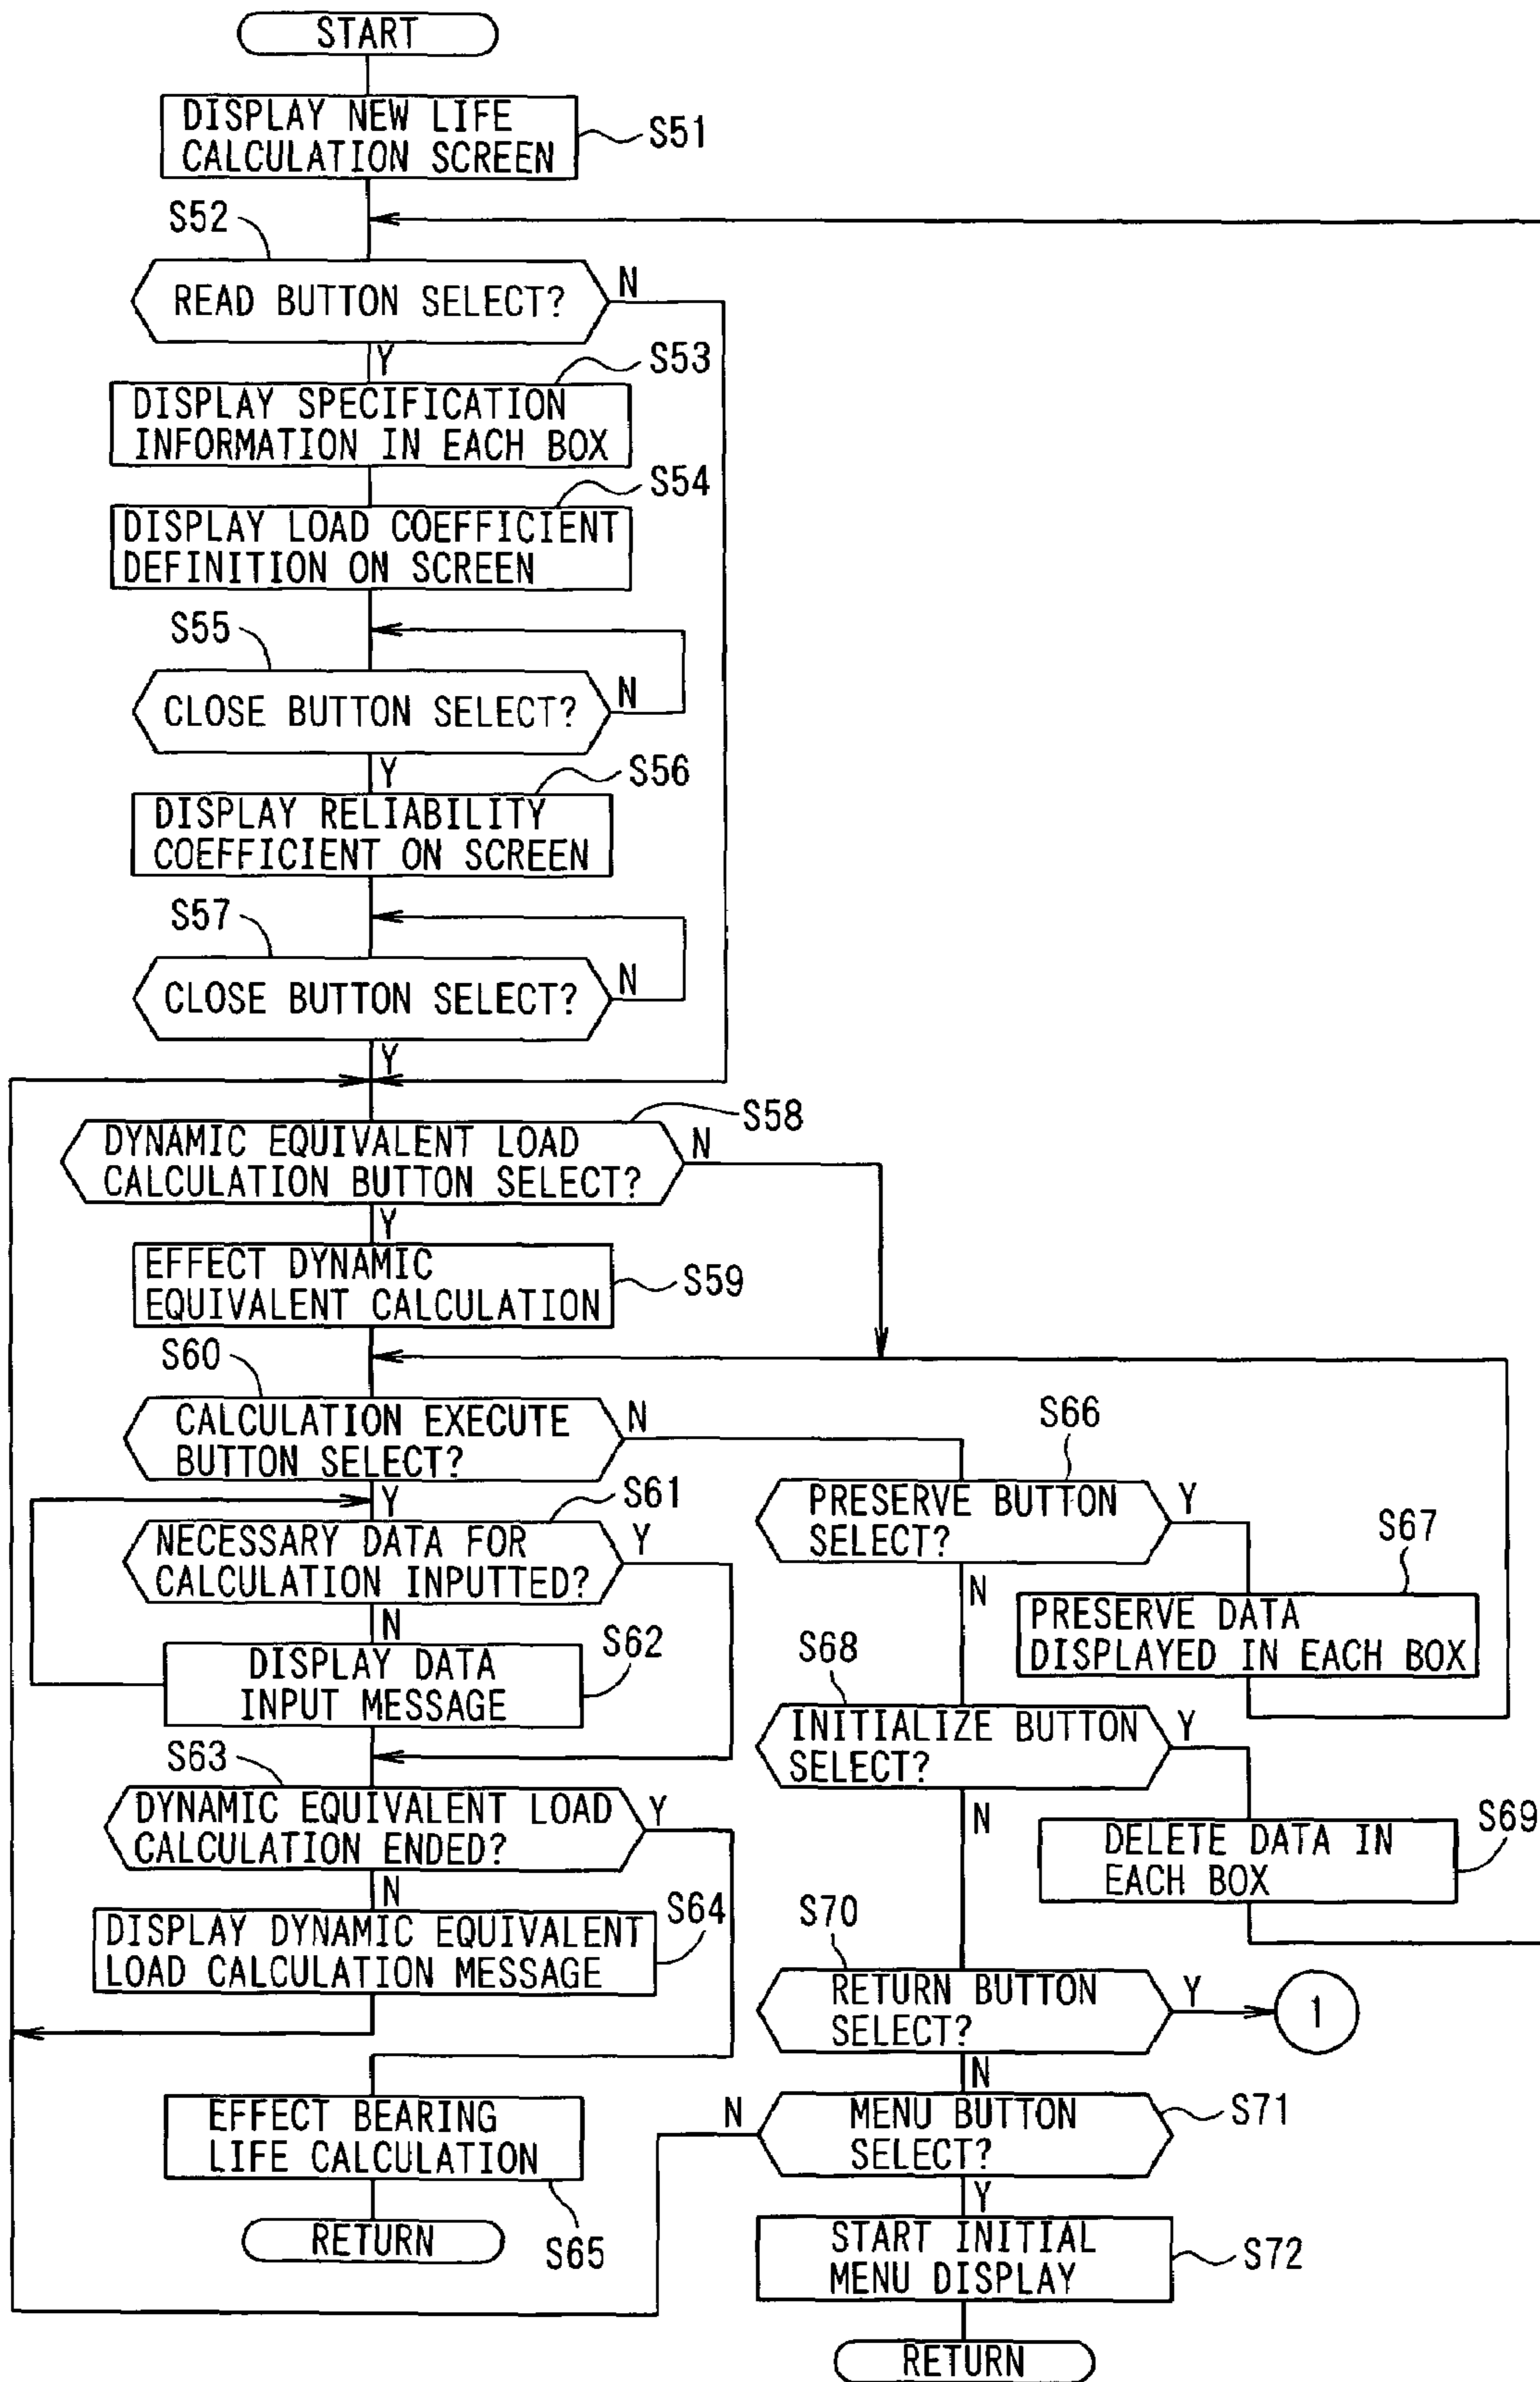 START
DISPLAY NEW LIFE
CALCULATION SCREEN
S51
S52
READ BUTTON SELECT?
N
Y
S53
DISPLAY SPECIFICATION
INFORMATION IN EACH BOX
S54
DISPLAY LOAD COEFFICIENT
DEFINITION ON SCREEN
S55
CLOSE BUTTON SELECT?
N
Y
S56
DISPLAY RELIABILITY
COEFFICIENT ON SCREEN
S57
CLOSE BUTTON SELECT?
N
Y
S58
DYNAMIC EQUIVALENT LOAD
CALCULATION BUTTON SELECT?
N
Y
EFFECT DYNAMIC
EQUIVALENT CALCULATION
S59
S60
CALCULATION EXECUTE
BUTTON SELECT?
N
Y
S61
NECESSARY DATA FOR
CALCULATION INPUTTED?
Y
N
S62
DISPLAY DATA
INPUT MESSAGE
S63
DYNAMIC EQUIVALENT LOAD
CALCULATION ENDED?
Y
N
S64
DISPLAY DYNAMIC EQUIVALENT
LOAD CALCULATION MESSAGE
EFFECT BEARING
LIFE CALCULATION
S65
RETURN
S66
PRESERVE BUTTON
SELECT?
Y
N
S67
PRESERVE DATA
DISPLAYED IN EACH BOX
S68
INITIALIZE BUTTON
SELECT?
Y
N
S69
DELETE DATA IN
EACH BOX
S70
RETURN BUTTON
SELECT?
Y
1
N
N
MENU BUTTON
SELECT?
S71
Y
START INITIAL
MENU DISPLAY
S72
RETURN